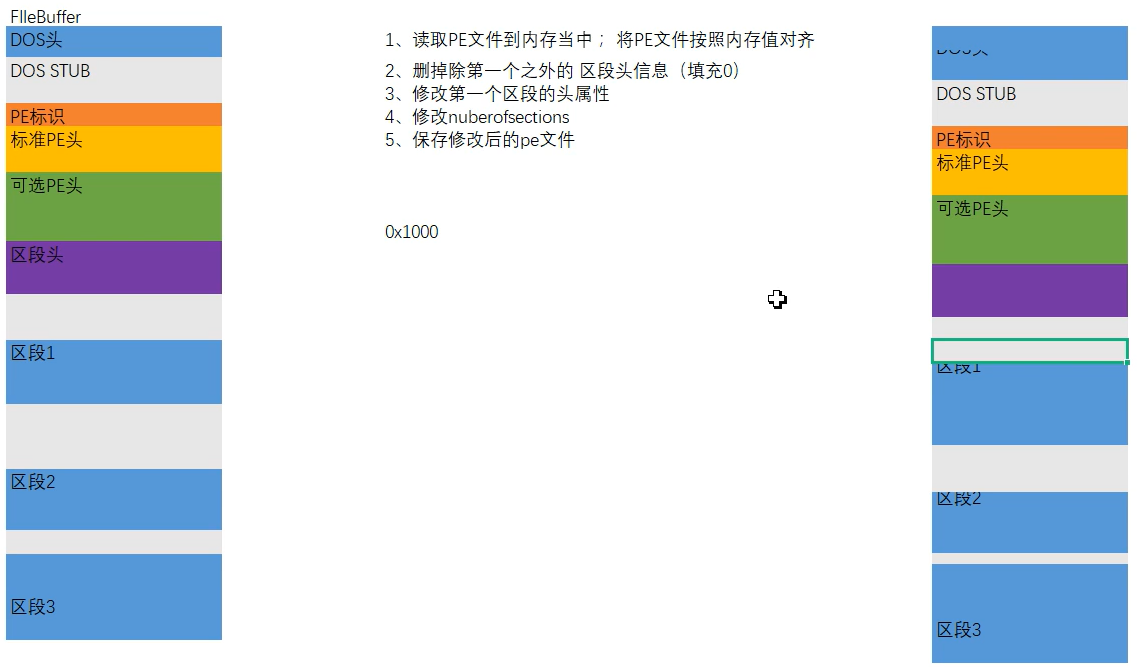 FIleBuffer
DOS头
DOS STUB
PE标识
标准PE头
可选PE头
区段头
区段1
区段2
区段3
1、读取PE文件到内存当中； 将PE文件按照内存值对齐
2、删掉除第一个之外的 区段头信息（填充0）
3、修改第一个区段的头属性
4、修改nuberofsections
5、保存修改后的pe文件
0x1000
DOS头
DOS STUB
PE标识
标准PE头
可选PE头
区段1
区段2
区段3